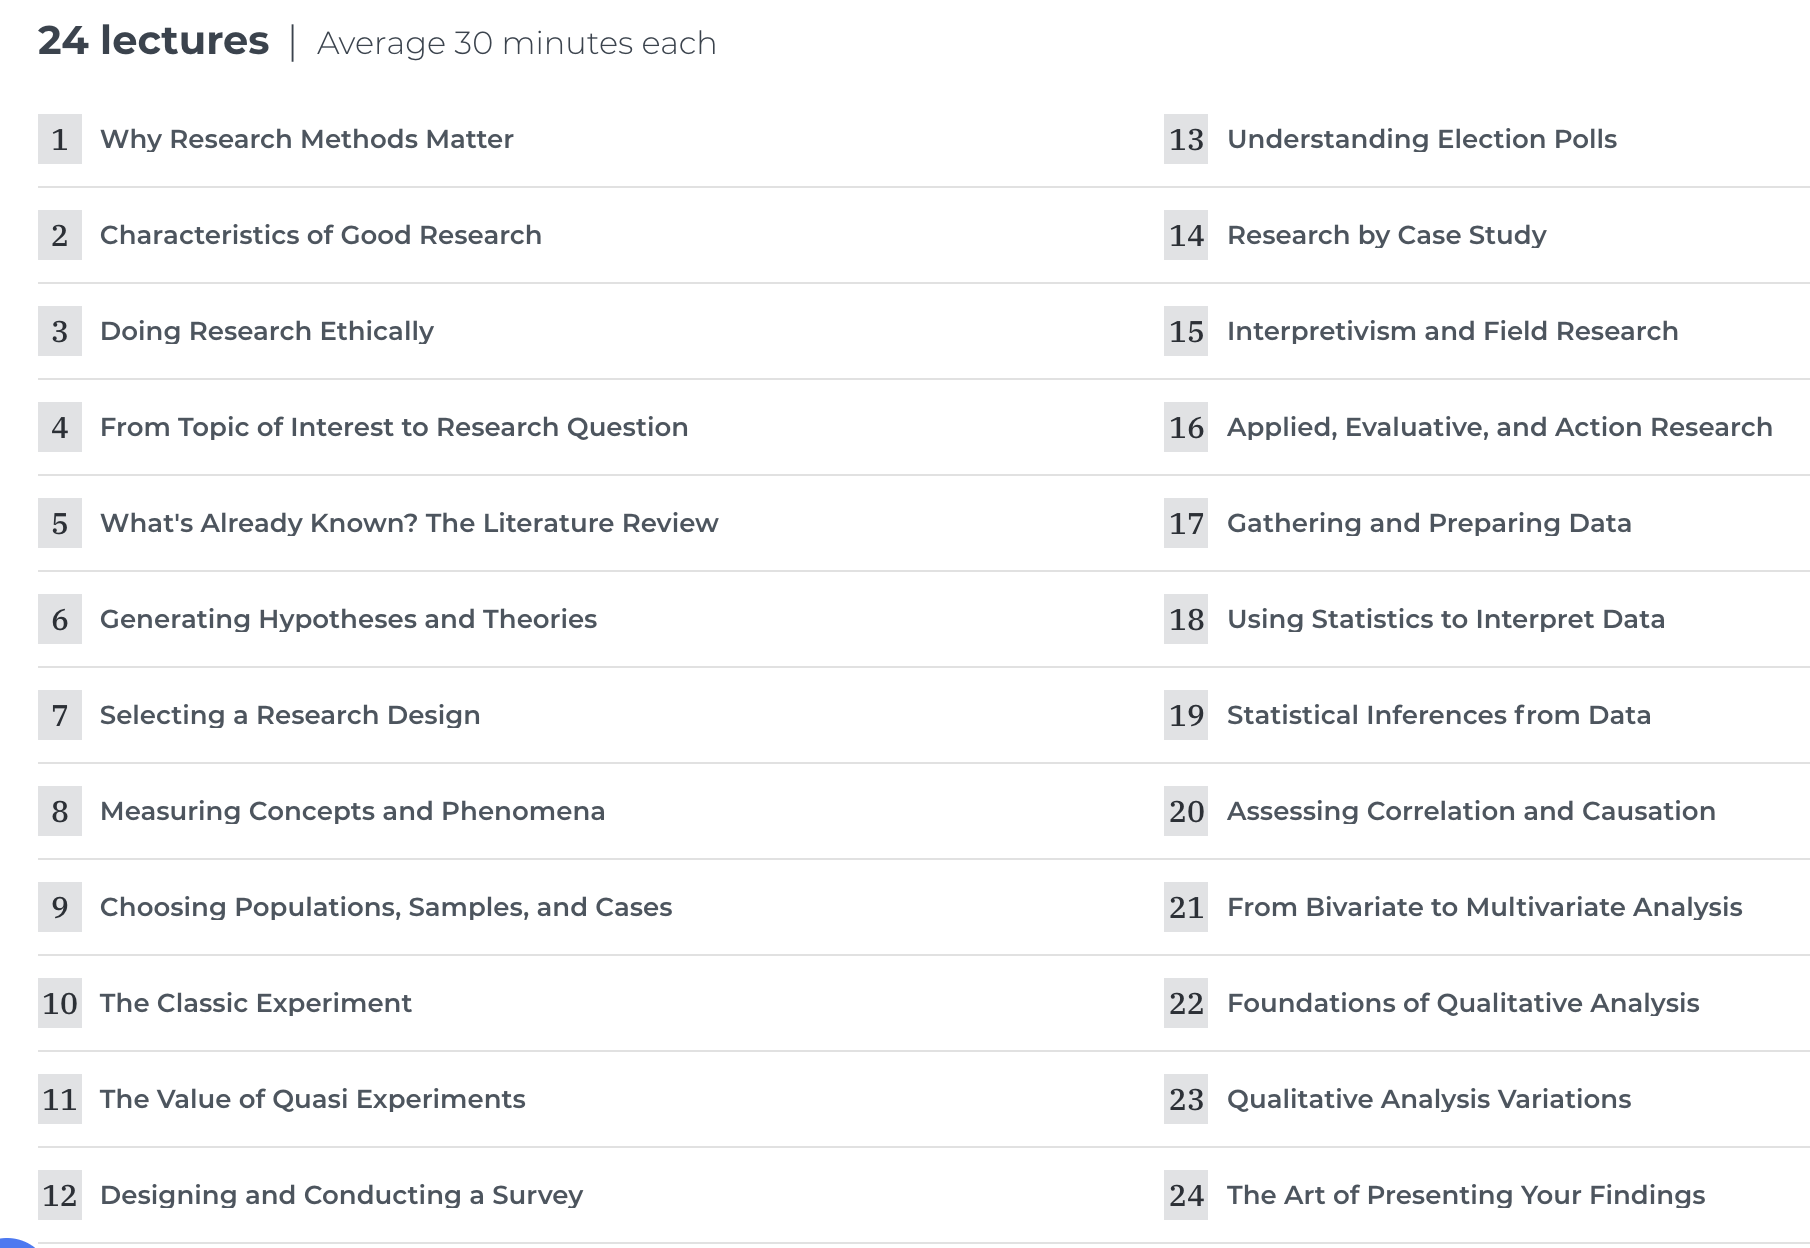 24 lectures | Average 30 minutes each
1 Why Research Methods Matter
2 Characteristics of Good Research
3 Doing Research Ethically
4 From Topic of Interest to Research Question
5 What's Already Known? The Literature Review
6 Generating Hypotheses and Theories
7 Selecting a Research Design
8 Measuring Concepts and Phenomena
9 Choosing Populations, Samples, and Cases
10 The Classic Experiment
11 The Value of Quasi Experiments
12 Designing and Conducting a Survey
13 Understanding Election Polls
14 Research by Case Study
15 Interpretivism and Field Research
16 Applied, Evaluative, and Action Research
17 Gathering and Preparing Data
18 Using Statistics to Interpret Data
19 Statistical Inferences from Data
20 Assessing Correlation and Causation
21 From Bivariate to Multivariate Analysis
22 Foundations of Qualitative Analysis
23 Qualitative Analysis Variations
24 The Art of Presenting Your Findings